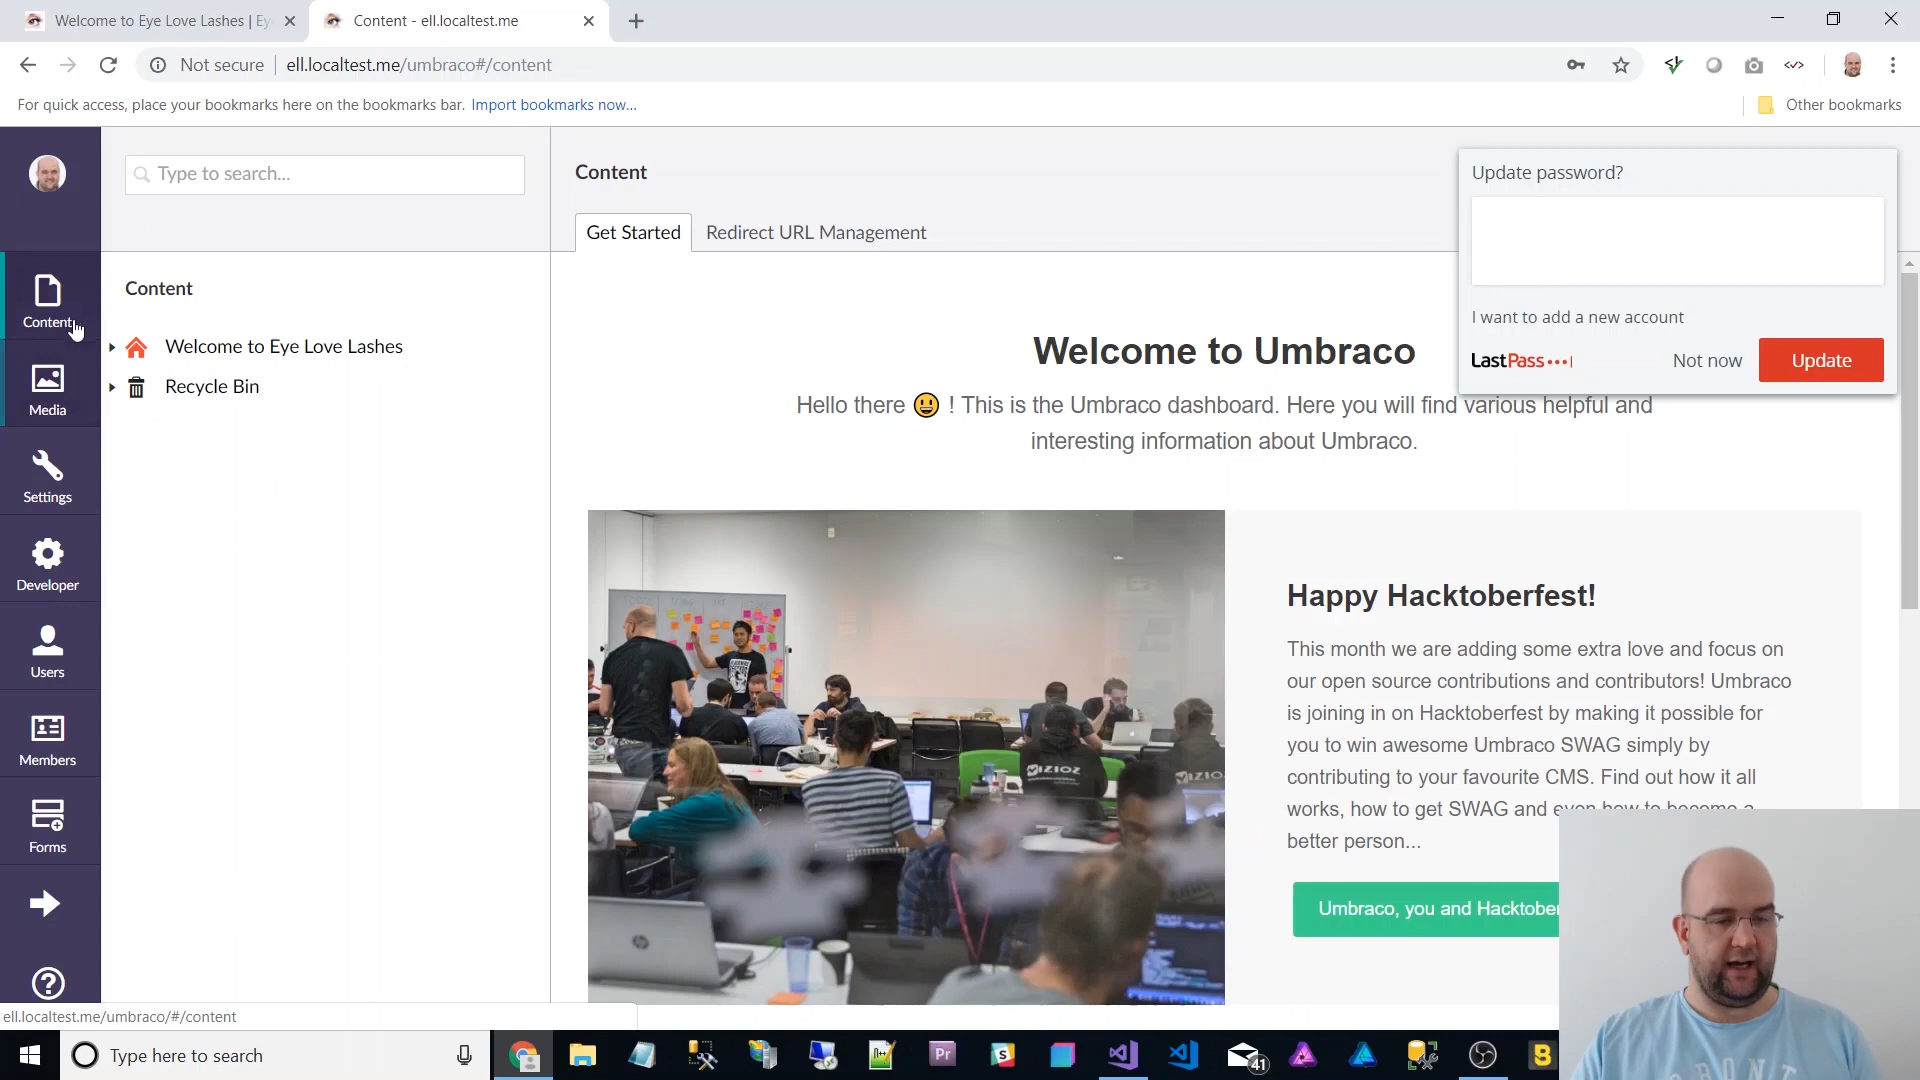 Welcome to Eye Love Lashes | Ey
Content - ell.localtest.me
Not secure
ell.localtest.me/umbraco#/content
For quick access, place your bookmarks here on the bookmarks bar. Import bookmarks now...
Other bookmarks
Type to search...
Content
Get Started
Redirect URL Management
Update password?
I want to add a new account
LastPass
Not now
Update
Content
Media
Settings
Developer
Users
Members
Forms
Content
Welcome to Eye Love Lashes
Recycle Bin
Welcome to Umbraco
Hello there 😃 ! This is the Umbraco dashboard. Here you will find various helpful and
interesting information about Umbraco.
VIZIOZ
Happy Hacktoberfest!
This month we are adding some extra love and focus on
our open source contributions and contributors! Umbraco
is joining in on Hacktoberfest by making it possible for
you to win awesome Umbraco SWAG simply by
contributing to your favourite CMS. Find out how it all
works, how to get SWAG and even how to become a
better person...
Umbraco, you and Hacktober
ell.localtest.me/umbraco/#/content
Type here to search
Pr
S
41
B